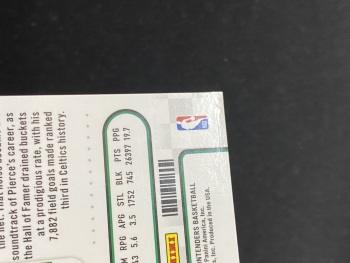 soundtrack of Pierce's career, as
the Hall of Famer drained buckets
at a prodigious rate, with his
7,882 field goals made ranked
third in Celtics history.
RPG APG STL BLK PTS PPG
5.6 3.5 1752 745 26397 19.7
PANINI
NTENDERS BASKETBALL
Panini America, Inc.
Produced in the USA.